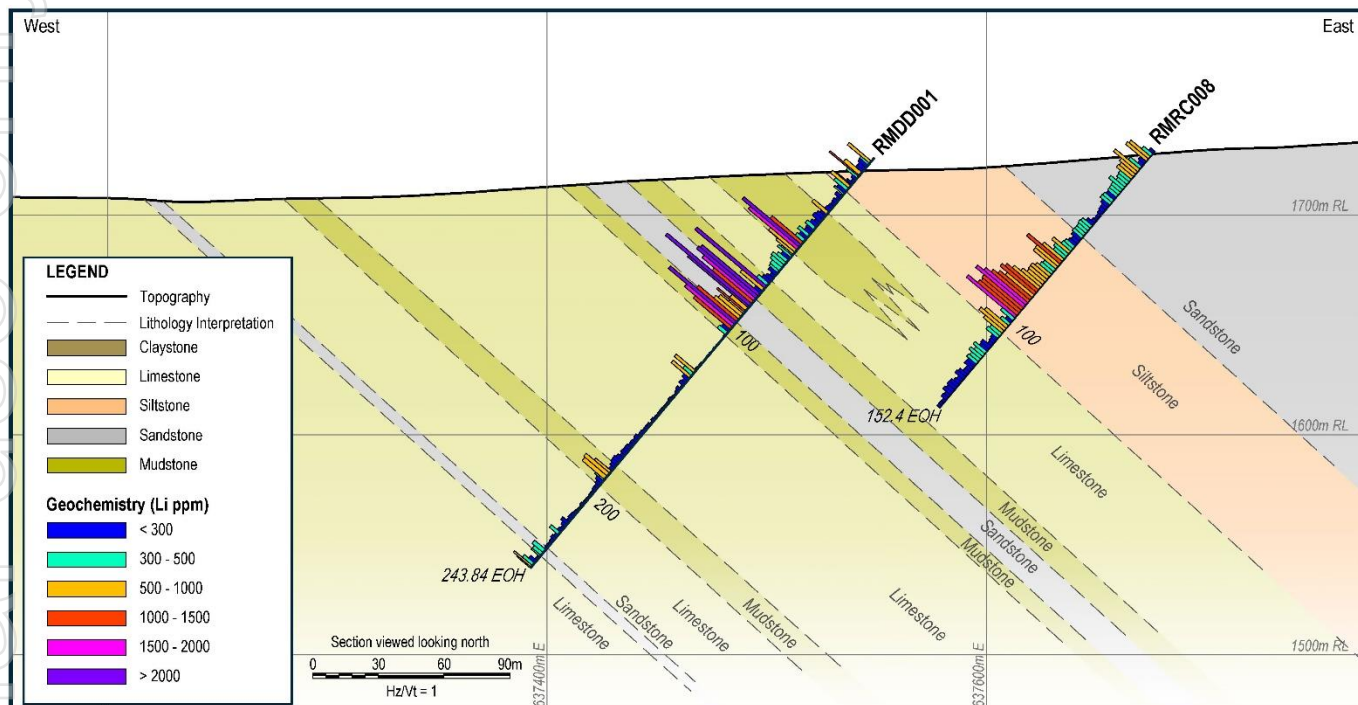 West
East
RMDD001
RMRC008
1700m RL
100
100
Sandstone
Siltstone
152.4 EOH
1600m RL
Limestone
200
Mudstone
Sandstone
Mudstone
243.84 EOH
Limestone
Sandstone
Limestone
Mudstone
Limestone
1500m RL
637400m E
637600m E
LEGEND
Topography
Lithology Interpretation
Claystone
Limestone
Siltstone
Sandstone
Mudstone
Geochemistry (Li ppm)
< 300
300 - 500
500 - 1000
1000 - 1500
1500 - 2000
> 2000
Section viewed looking north
0 30 60 90m
Hz/Vt = 1